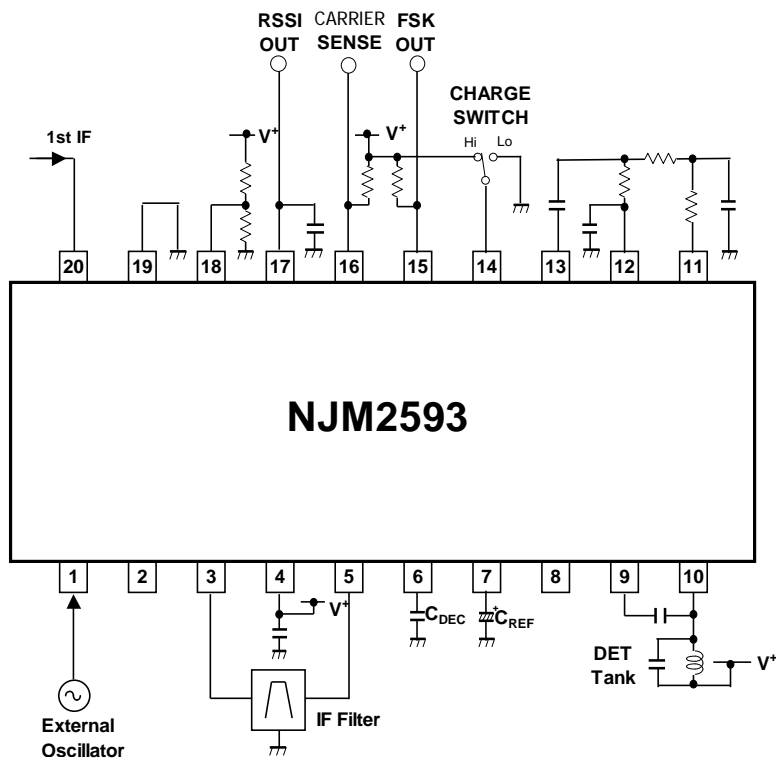 RSSI OUT
CARRIER SENSE
FSK OUT
CHARGE SWITCH
Hi
Lo
1st IF
V+
V+
20
19
18
17
16
15
14
13
12
11
NJM2593
1
2
3
4
5
6
7
8
9
10
V+
CDEC
+
CREF
DET Tank
V+
IF Filter
External Oscillator